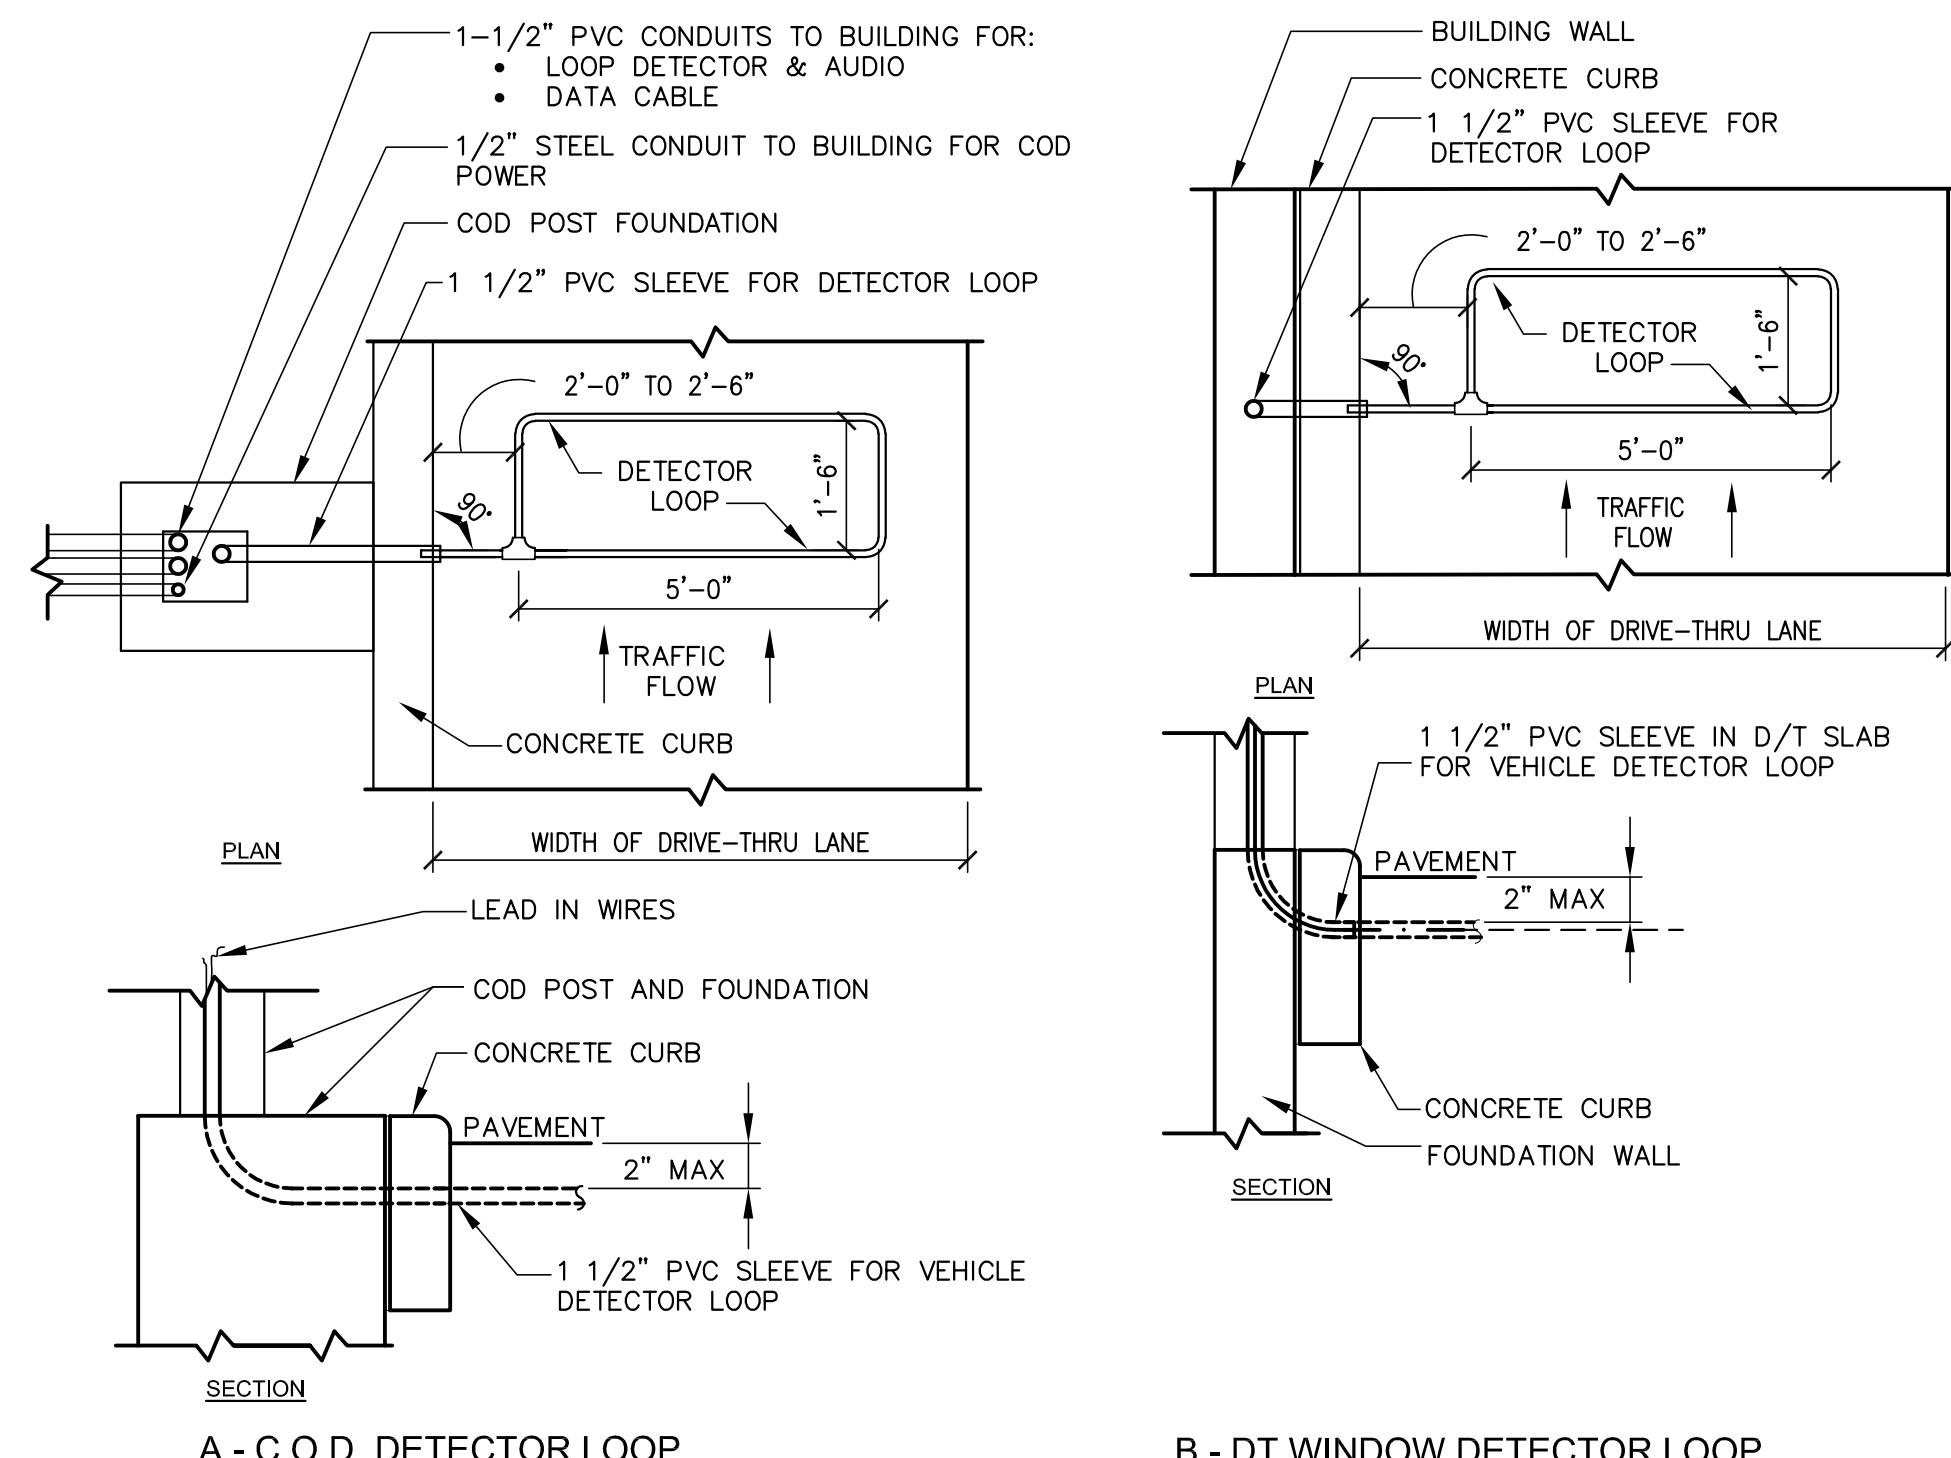 1-1/2" PVC CONDUITS TO BUILDING FOR:
• LOOP DETECTOR & AUDIO
• DATA CABLE
1/2" STEEL CONDUIT TO BUILDING FOR COD
POWER
COD POST FOUNDATION
1 1/2" PVC SLEEVE FOR DETECTOR LOOP
2'-0" TO 2'-6"
DETECTOR
LOOP
1'-6"
90°
5'-0"
TRAFFIC
FLOW
CONCRETE CURB
WIDTH OF DRIVE-THRU LANE
PLAN
LEAD IN WIRES
COD POST AND FOUNDATION
CONCRETE CURB
PAVEMENT
2" MAX
1 1/2" PVC SLEEVE FOR VEHICLE
DETECTOR LOOP
SECTION
A - C.O.D. DETECTOR LOOP
BUILDING WALL
CONCRETE CURB
1 1/2" PVC SLEEVE FOR
DETECTOR LOOP
2'-0" TO 2'-6"
DETECTOR
LOOP
1'-6"
90°
5'-0"
TRAFFIC
FLOW
WIDTH OF DRIVE-THRU LANE
PLAN
1 1/2" PVC SLEEVE IN D/T SLAB
FOR VEHICLE DETECTOR LOOP
PAVEMENT
2" MAX
CONCRETE CURB
FOUNDATION WALL
SECTION
B - DT WINDOW DETECTOR LOOP